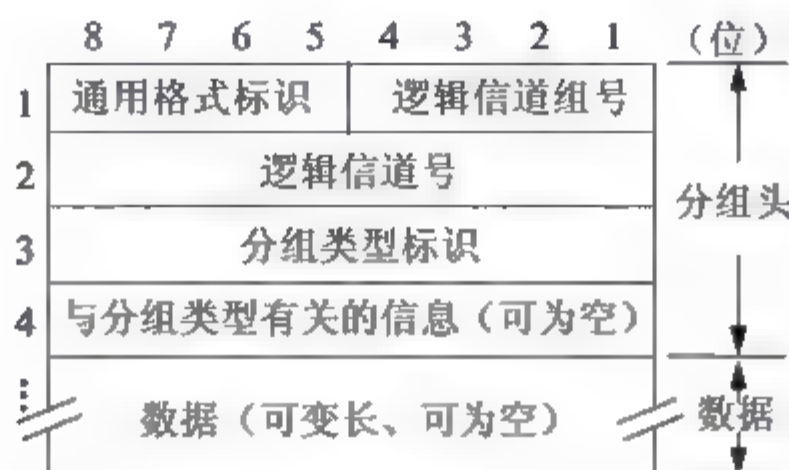 8 7 6 5 4 3 2 1 （位）
1 通用格式标识 逻辑信道组号
2 逻辑信道号
分组头
3 分组类型标识
4 与分组类型有关的信息（可为空）
数据（可变长、可为空） 数据